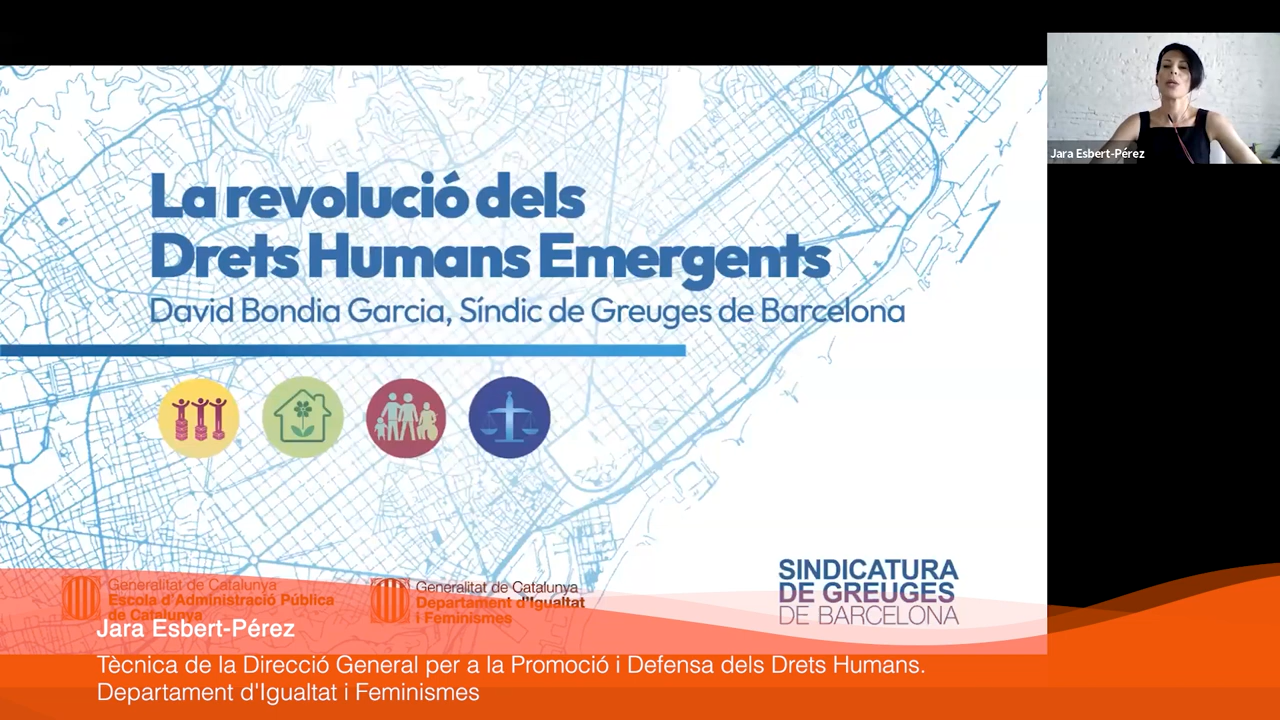 La revolució dels
Drets Humans Emergents
David Bondia Garcia, Síndic de Greuges de Barcelona
Jara Esbert-Pérez
SINDICATURA
DE GREUGES
DE BARCELONA
Generalitat de Catalunya
Escola d'Administració Pública
de Catalunya
Generalitat de Catalunya
Departament d'Igualtat
i Feminismes
Jara Esbert-Pérez
Tècnica de la Direcció General per a la Promoció i Defensa dels Drets Humans.
Departament d'Igualtat i Feminismes